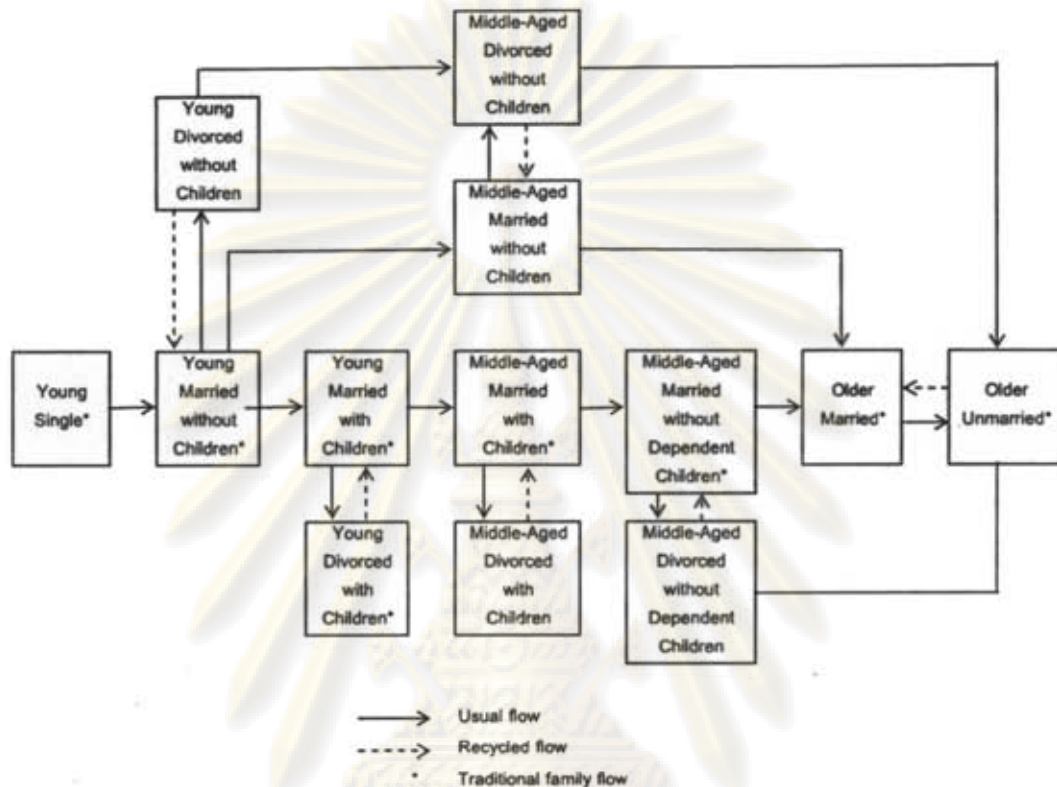 Middle-Aged
Divorced
without
Children
Young
Divorced
without
Children
Middle-Aged
Married
without
Children
Young
Single*
Young
Married
without
Children*
Young
Married
with
Children*
Middle-Aged
Married
with
Children*
Middle-Aged
Married
without
Dependent
Children*
Older
Married*
Older
Unmarried*
Young
Divorced
with
Children*
Middle-Aged
Divorced
with
Children
Middle-Aged
Divorced
without
Dependent
Children
Usual flow
Recycled flow
* Traditional family flow